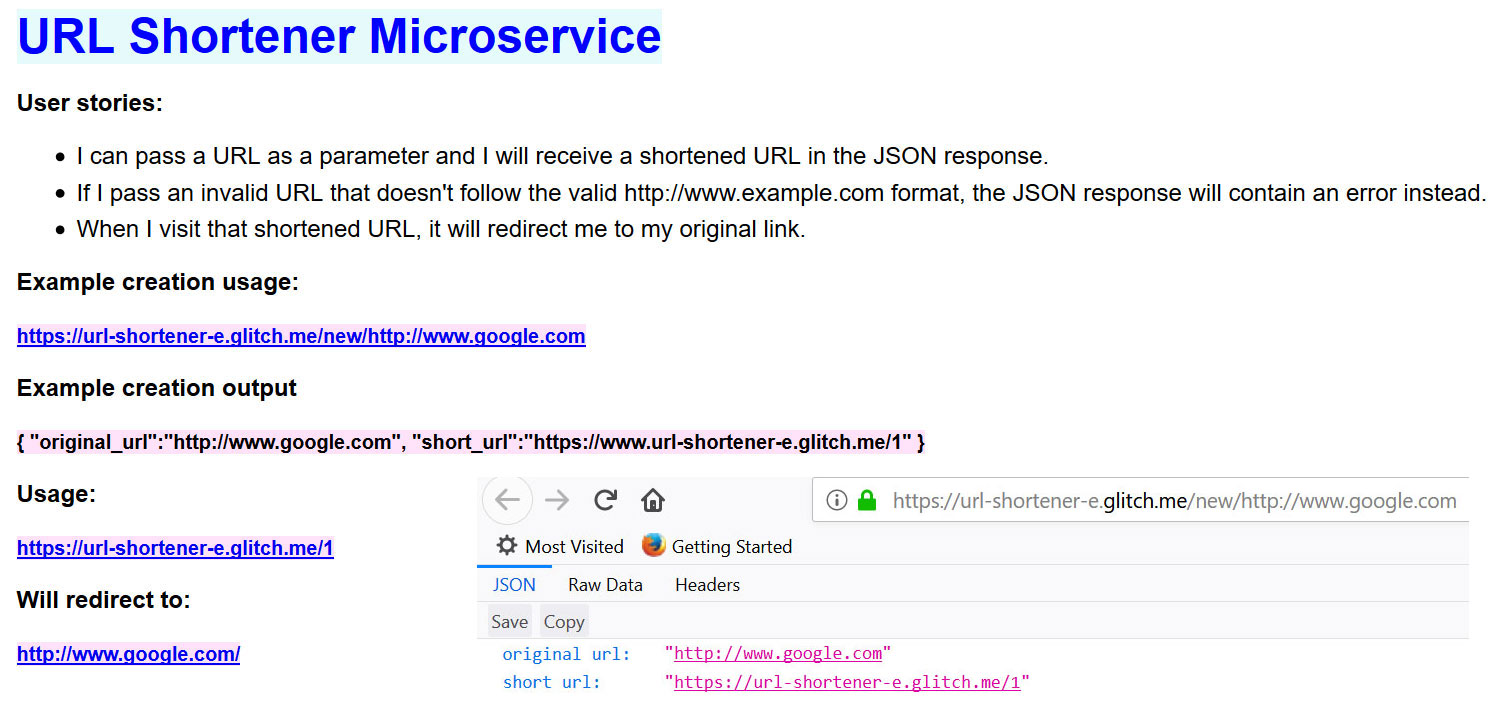 URL Shortener Microservice
User stories:
I can pass a URL as a parameter and I will receive a shortened URL in the JSON response.
If I pass an invalid URL that doesn't follow the valid http://www.example.com format, the JSON response will contain an error instead.
When I visit that shortened URL, it will redirect me to my original link.
Example creation usage:
https://url-shortener-e.glitch.me/new/http://www.google.com
Example creation output
{ "original_url":"http://www.google.com", "short_url":"https://www.url-shortener-e.glitch.me/1" }
Usage:
https://url-shortener-e.glitch.me/1
Will redirect to:
http://www.google.com/
https://url-shortener-e.glitch.me/new/http://www.google.com
Most Visited Getting Started
JSON Raw Data Headers
Save Copy
original url: "http://www.google.com"
short url: "https://url-shortener-e.glitch.me/1"